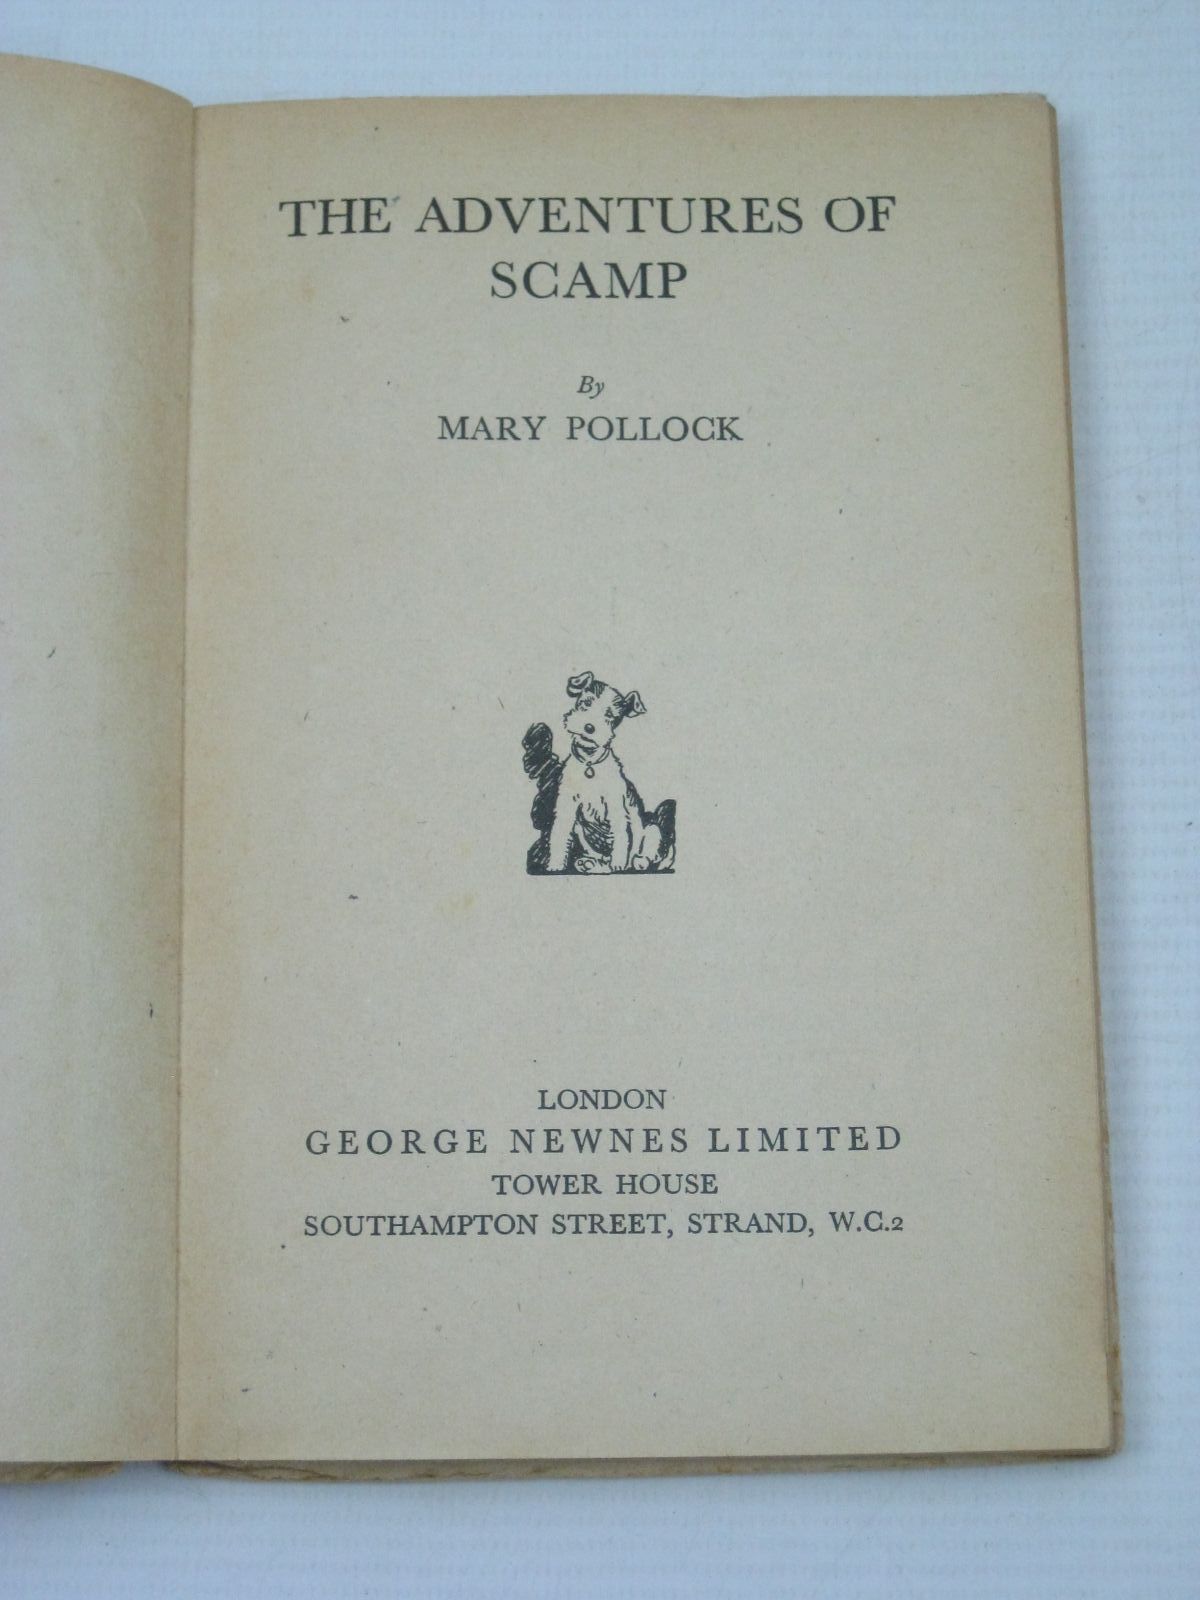 THE ADVENTURES OF
SCAMP
By
MARY POLLOCK
LONDON
GEORGE NEWNES LIMITED
TOWER HOUSE
SOUTHAMPTON STREET, STRAND, W.C.2